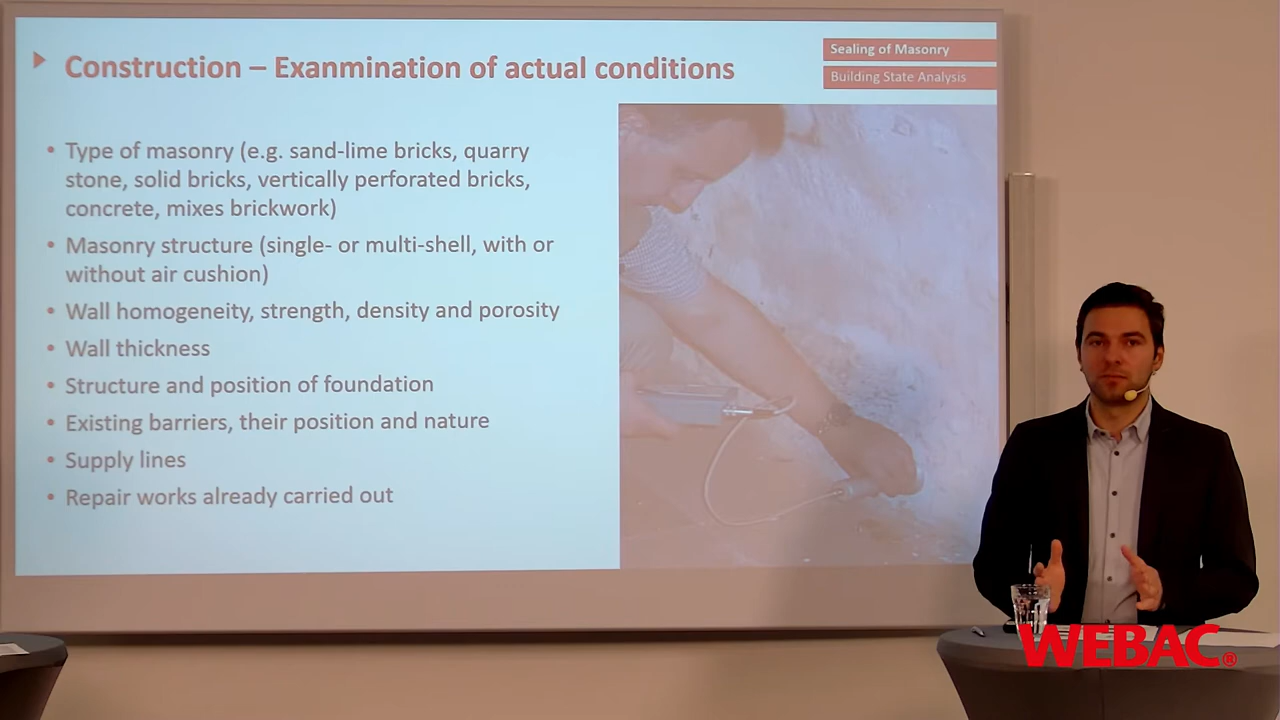 Construction – Exanmination of actual conditions
Sealing of Masonry
Building State Analysis
• Type of masonry (e.g. sand-lime bricks, quarry
stone, solid bricks, vertically perforated bricks,
concrete, mixes brickwork)
• Masonry structure (single- or multi-shell, with or
without air cushion)
• Wall homogeneity, strength, density and porosity
• Wall thickness
• Structure and position of foundation
• Existing barriers, their position and nature
• Supply lines
• Repair works already carried out
WEBAC®